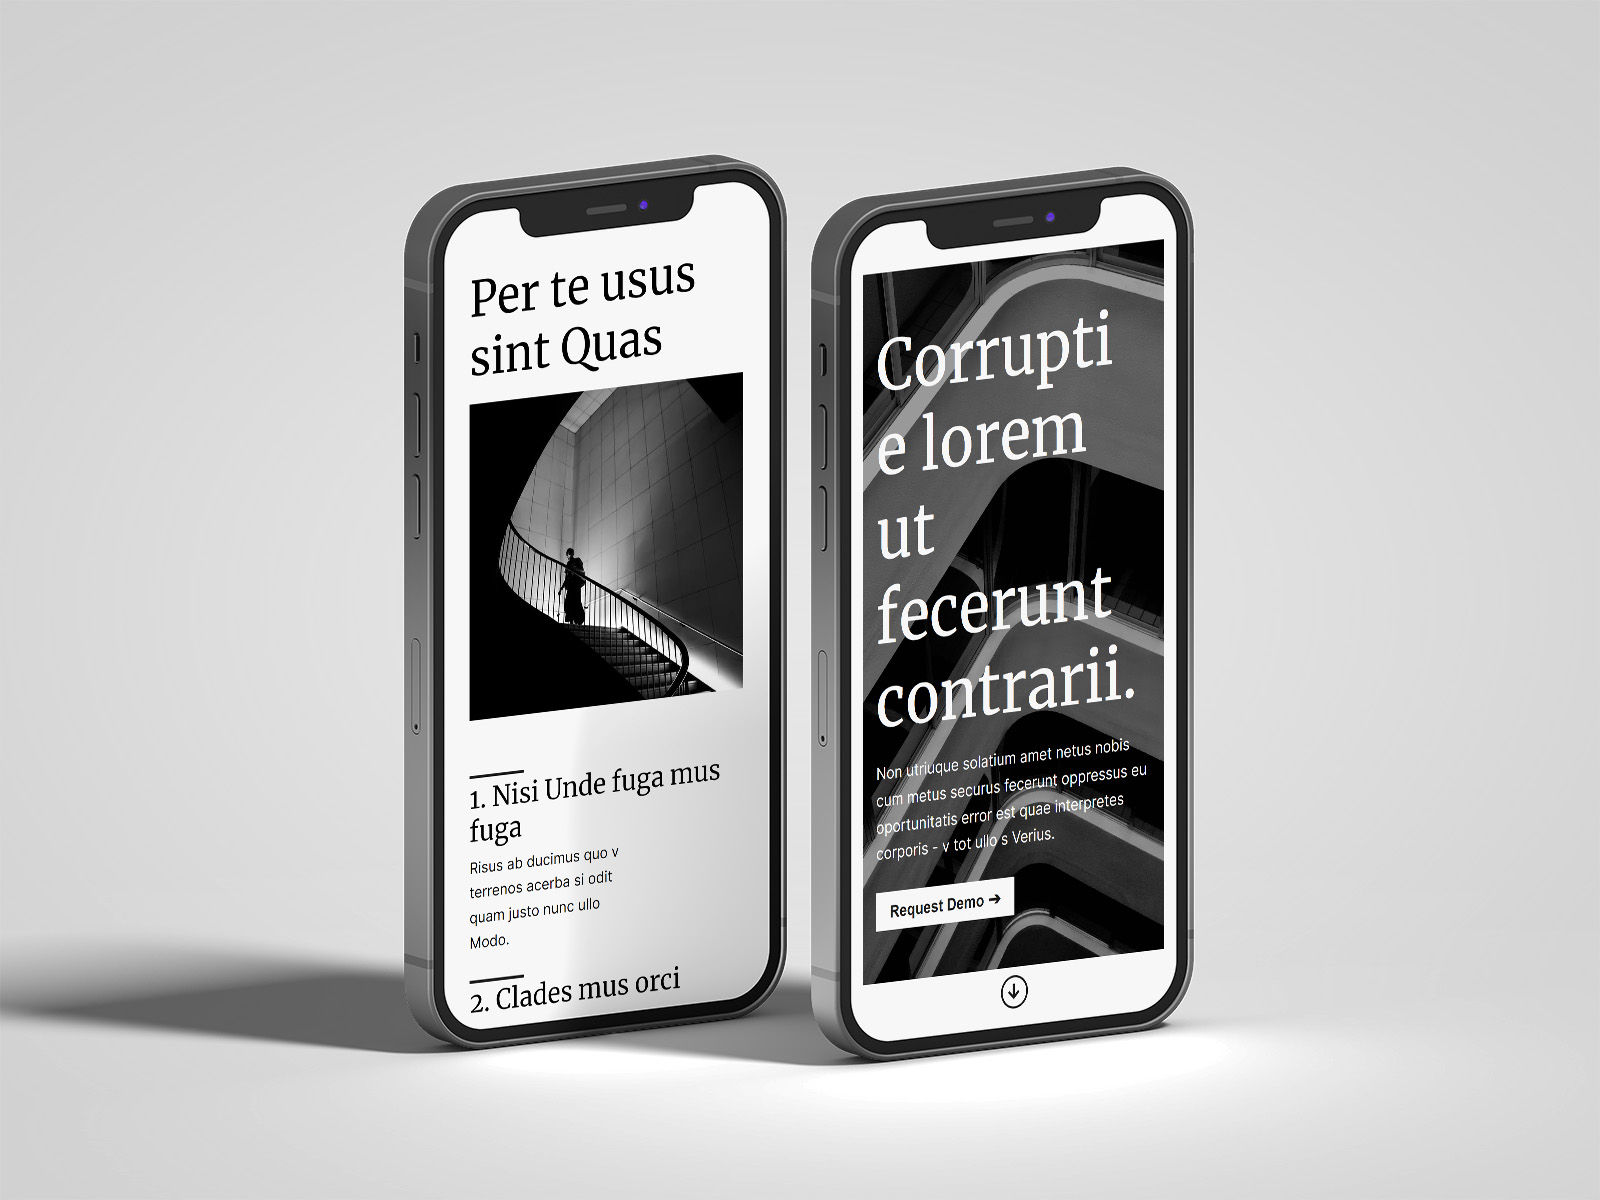 Per te usus
sint Quas
1. Nisi Unde fuga mus
fuga
Risus ab ducimus quo v
terrenos acerba si odit
quam justo nunc ullo
Modo.
2. Clades mus orci
Corrupti
e lorem
ut
fecerunt
contrarii.
Non utriuque solatium amet netus nobis
cum metus securus fecerunt oppressus eu
oportunitatis error est quae interpretes
corporis - v tot ullo s Verius.
Request Demo ➔